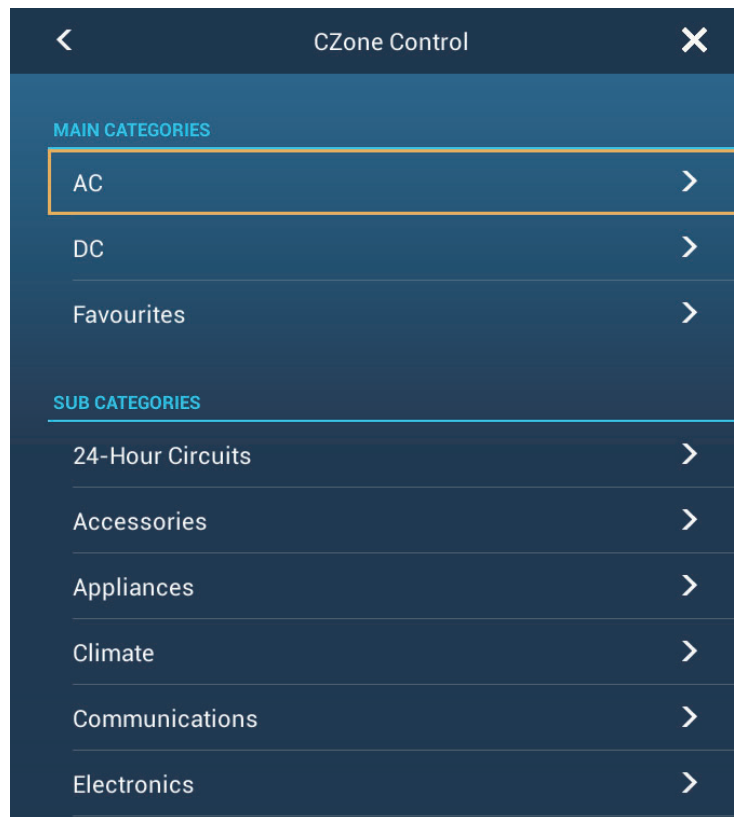 CZone Control
MAIN CATEGORIES
AC
DC
Favourites
SUB CATEGORIES
24-Hour Circuits
Accessories
Appliances
Climate
Communications
Electronics